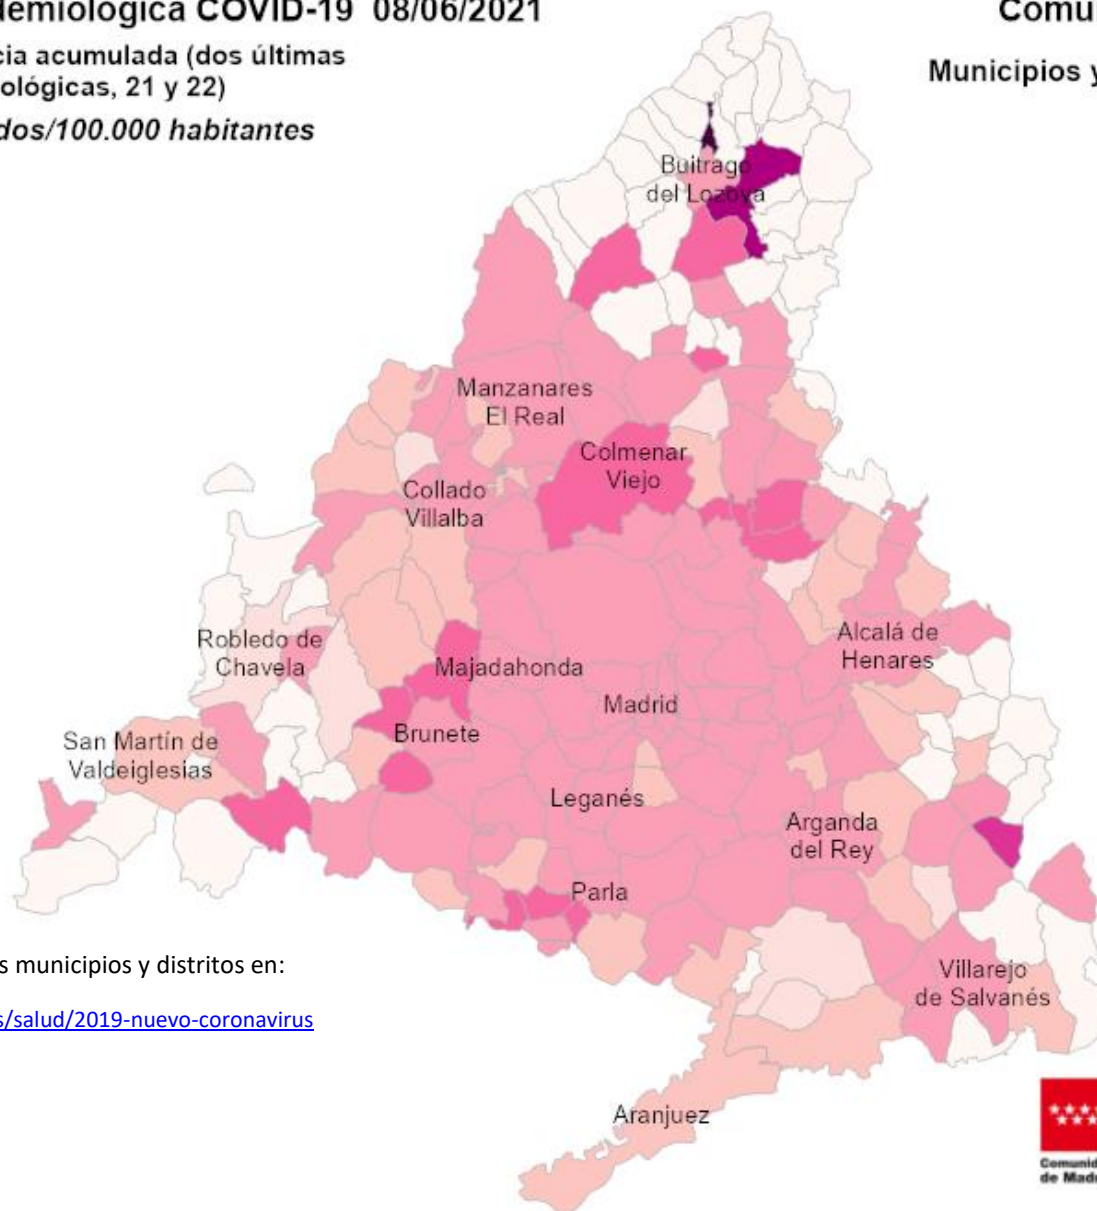 demiológica COVID-19 08/06/2021
Comu
cia acumulada (dos últimas
ológicas, 21 y 22)
Municipios y
dos/100.000 habitantes
Buitrago
del Lozoya
Manzanares
El Real
Colmenar
Viejo
Collado
Villalba
Robledo de
Chavela
Majadahonda
Alcalá de
Henares
Madrid
San Martín de
Valdeiglesias
Brunete
Leganés
Arganda
del Rey
Parla
s municipios y distritos en:
Villarejo
de Salvanés
s/salud/2019-nuevo-coronavirus
Aranjuez
Comunid
de Madr